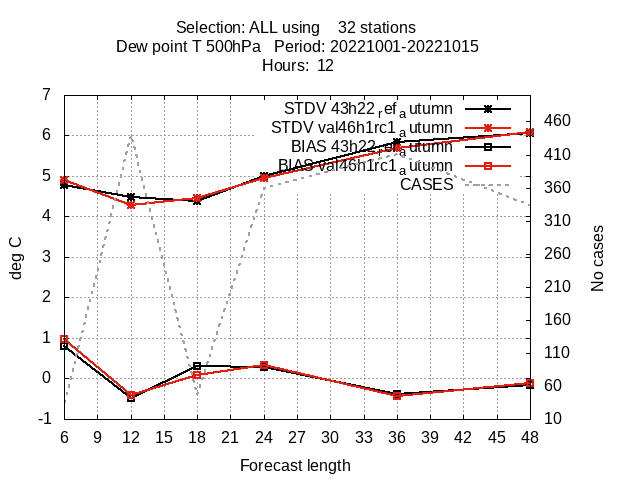 Selection: ALL using 32 stations
Dew point T 500hPa Period: 20221001-20221015
Hours: 12
STDV 43h22_ref_autumn
STDV val46h1rc1_autumn
BIAS 43h22_ref_autumn
BIAS val46h1rc1_autumn
CASES
7
6
5
4
3
2
1
0
-1
deg C
460
410
360
310
260
210
160
110
60
10
No cases
6 9 12 15 18 21 24 27 30 33 36 39 42 45 48
Forecast length